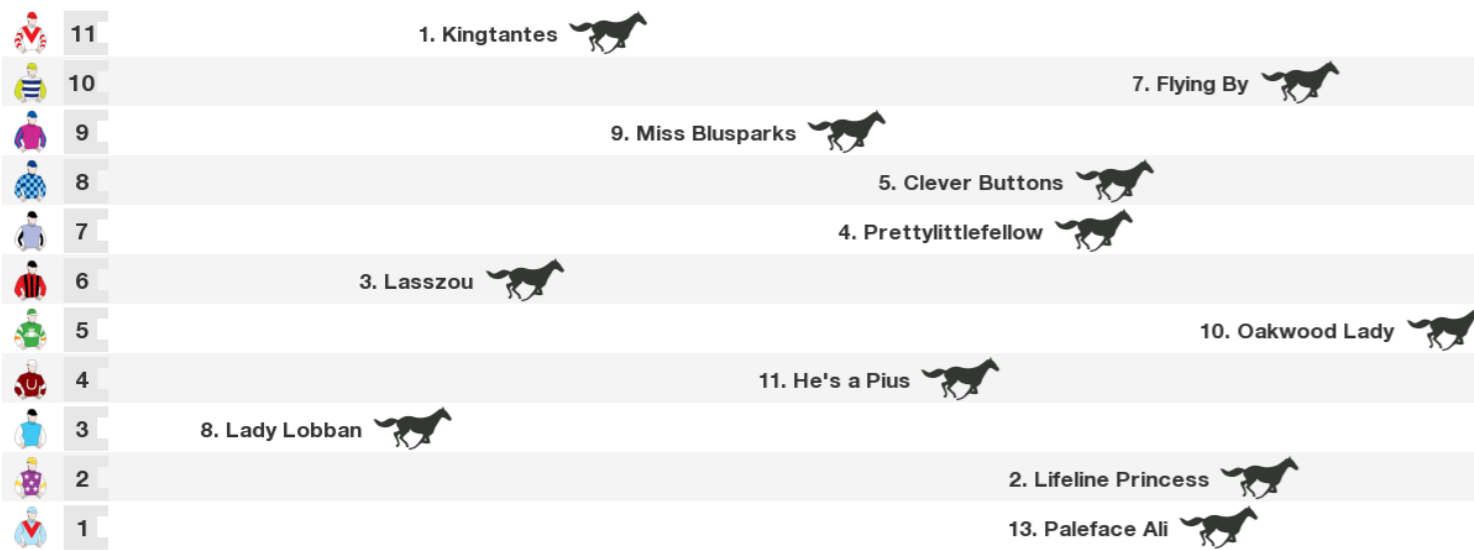 11 1. Kingtantes
10 7. Flying By
9 9. Miss Blusparks
8 5. Clever Buttons
7 4. Prettylittlefellow
6 3. Lasszou
5 10. Oakwood Lady
4 11. He's a Pius
3 8. Lady Lobban
2 2. Lifeline Princess
1 13. Paleface Ali